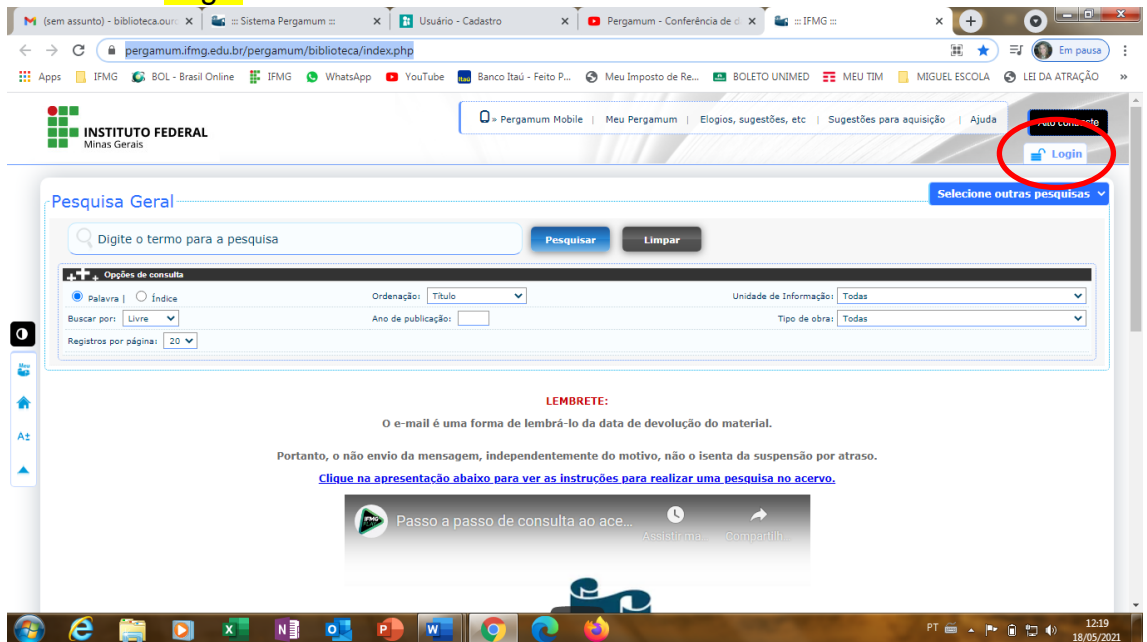 (sem assunto) - biblioteca.ouro
::: Sistema Pergamum :::
Usuário - Cadastro
Pergamum - Conferência de d
::: IFMG :::
pergamum.ifmg.edu.br/pergamum/biblioteca/index.php
Em pausa
Apps
IFMG
BOL - Brasil Online
IFMG
WhatsApp
YouTube
Banco Itaú - Feito P...
Meu Imposto de Re...
BOLETO UNIMED
MEU TIM
MIGUEL ESCOLA
LEI DA ATRAÇÃO
»
INSTITUTO FEDERAL
Minas Gerais
» Pergamum Mobile | Meu Pergamum | Elogios, sugestões, etc | Sugestões para aquisição | Ajuda
Login
Pesquisa Geral
Selecione outras pesquisas
Digite o termo para a pesquisa
Pesquisar
Limpar
Opções de consulta
Palavra | Índice
Ordenação: Título
Unidade de Informação: Todas
Buscar por: Livre
Ano de publicação:
Tipo de obra: Todas
Registros por página: 20
Meu
A±
LEMBRETE:
O e-mail é uma forma de lembrá-lo da data de devolução do material.
Portanto, o não envio da mensagem, independentemente do motivo, não o isenta da suspensão por atraso.
Clique na apresentação abaixo para ver as instruções para realizar uma pesquisa no acervo.
Passo a passo de consulta ao ace...
Assistir ma...
Compartilh...
PT
12:19
18/05/2021